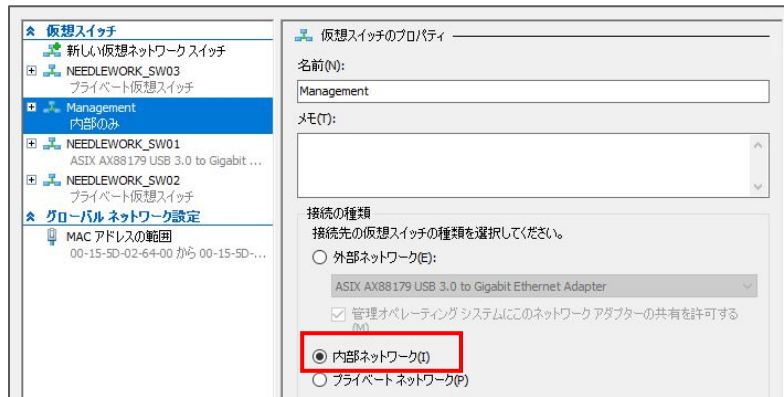 仮想スイッチ
新しい仮想ネットワーク スイッチ
NEEDLEWORK_SW03
プライベート仮想スイッチ
Management
内部のみ
NEEDLEWORK_SW01
ASIX AX88179 USB 3.0 to Gigabit ...
NEEDLEWORK_SW02
プライベート仮想スイッチ
グローバル ネットワーク設定
MAC アドレスの範囲
00-15-5D-02-64-00 から 00-15-5D-...
仮想スイッチのプロパティ
名前(N):
Management
メモ(T):
接続の種類
接続先の仮想スイッチの種類を選択してください。
外部ネットワーク(E):
ASIX AX88179 USB 3.0 to Gigabit Ethernet Adapter
管理オペレーティング システムにこのネットワーク アダプターの共有を許可する
(M)
内部ネットワーク(I)
プライベート ネットワーク(P)